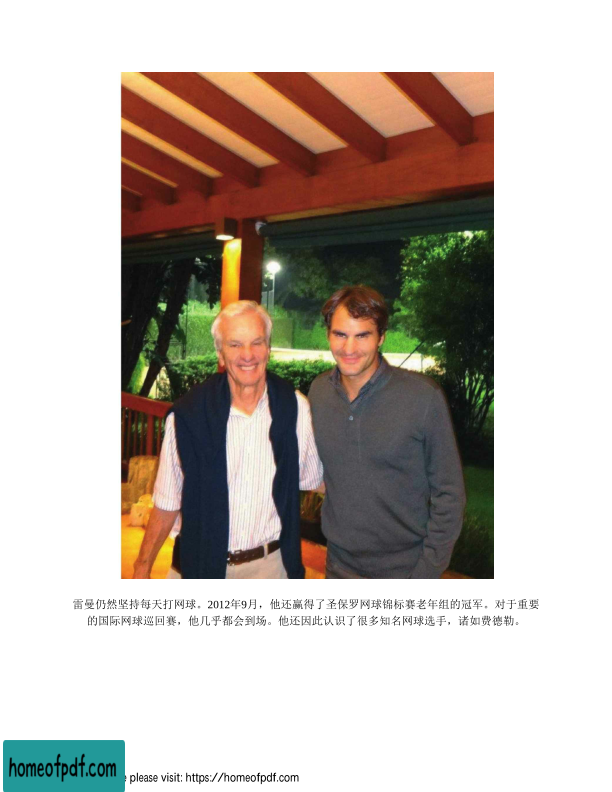 雷曼仍然坚持每天打网球。2012年9月，他还赢得了圣保罗网球锦标赛老年组的冠军。对于重要
的国际网球巡回赛，他几乎都会到场。他还因此认识了很多知名网球选手，诸如费德勒。
homeofpdf.com
e please visit: https://homeofpdf.com